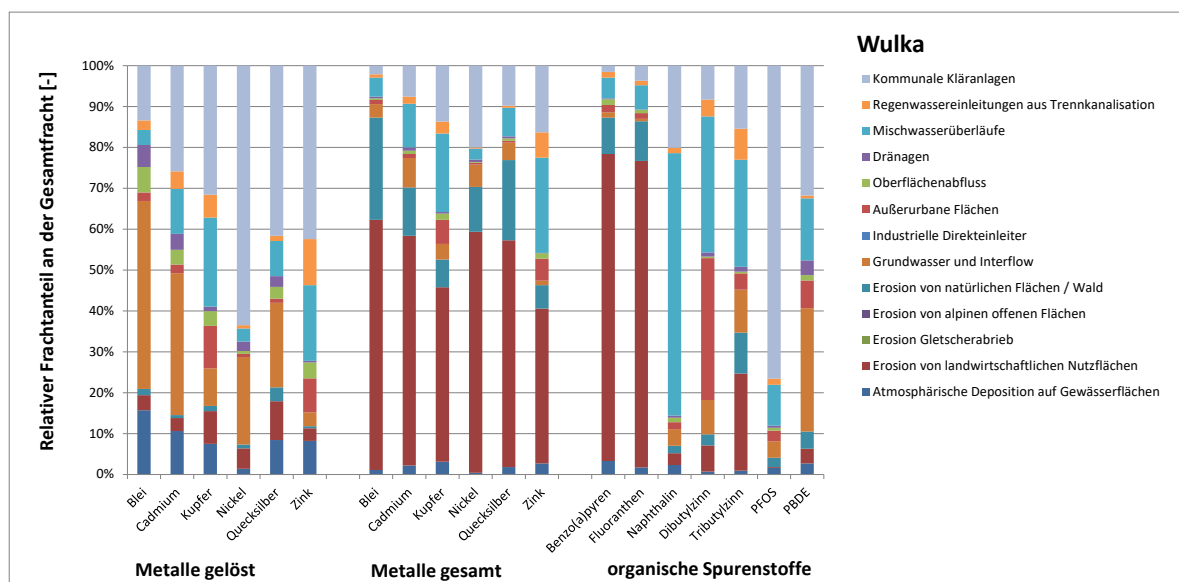 Wulka
Relativer Frachtanteil an der Gesamtfracht [-]
100%
90%
80%
70%
60%
50%
40%
30%
20%
10%
0%
Blei
Cadmium
Kupfer
Nickel
Quecksilber
Zink
Blei
Cadmium
Kupfer
Nickel
Quecksilber
Zink
Benzo(a)pyren
Fluoranthen
Naphthalin
Dibutylzinn
Tributylzinn
PFOS
PBDE
Metalle gelöst
Metalle gesamt
organische Spurenstoffe
Kommunale Kläranlagen
Regenwassereinleitungen aus Trennkanalisation
Mischwasserüberläufe
Dränagen
Oberflächenabfluss
Außerurbane Flächen
Industrielle Direkteinleiter
Grundwasser und Interflow
Erosion von natürlichen Flächen / Wald
Erosion von alpinen offenen Flächen
Erosion Gletscherabrieb
Erosion von landwirtschaftlichen Nutzflächen
Atmosphärische Deposition auf Gewässerflächen